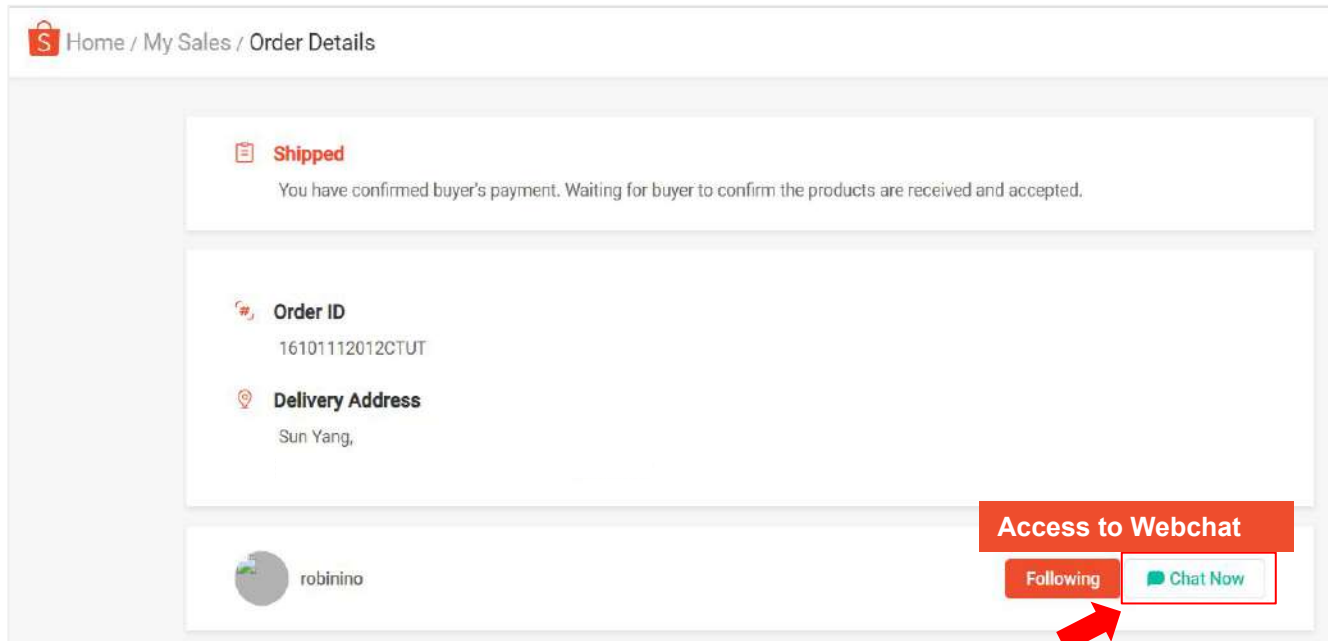 S Home / My Sales / Order Details
Shipped
You have confirmed buyer's payment. Waiting for buyer to confirm the products are received and accepted.
# Order ID
16101112012CTUT
Delivery Address
Sun Yang,
Access to Webchat
robinino Following Chat Now